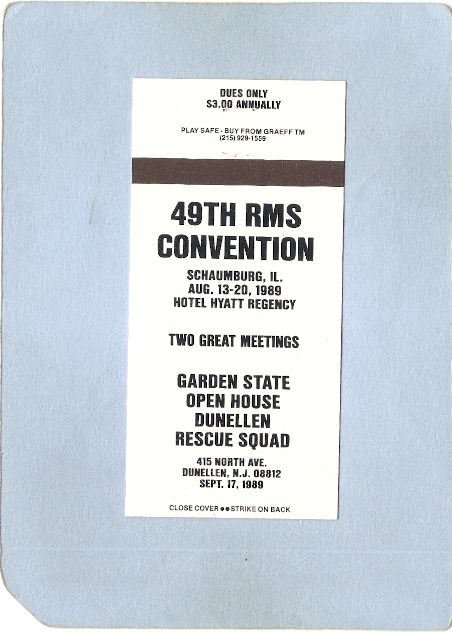 DUES ONLY
$3.00 ANNUALLY
PLAY SAFE - BUY FROM GRAEFF TM
(215) 929-1559
49TH RMS
CONVENTION
SCHAUMBURG, IL.
AUG. 13-20, 1989
HOTEL HYATT REGENCY
TWO GREAT MEETINGS
GARDEN STATE
OPEN HOUSE
DUNELLEN
RESCUE SQUAD
415 NORTH AVE.
DUNELLEN, N.J. 08812
SEPT. 17, 1989
CLOSE COVER ●● STRIKE ON BACK